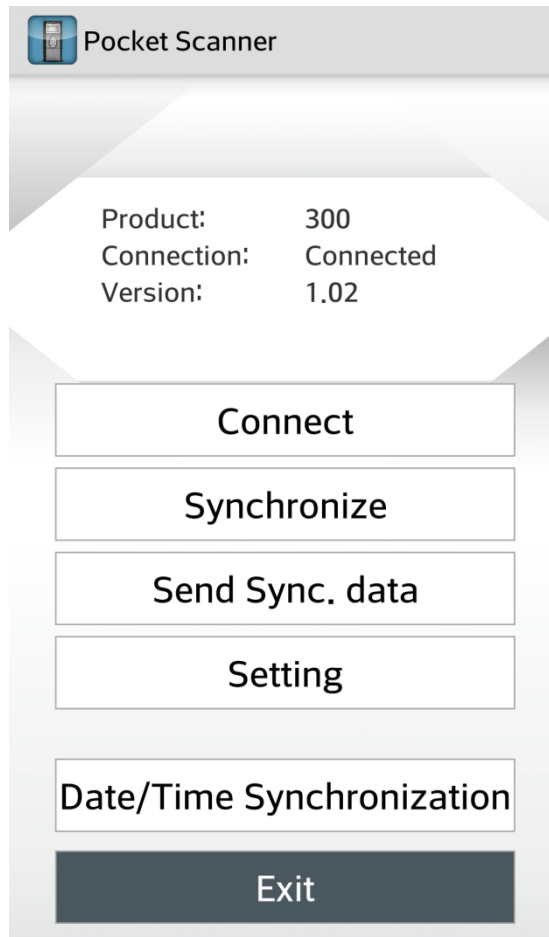 Pocket Scanner
Product: 300
Connection: Connected
Version: 1.02
Connect
Synchronize
Send Sync. data
Setting
Date/Time Synchronization
Exit